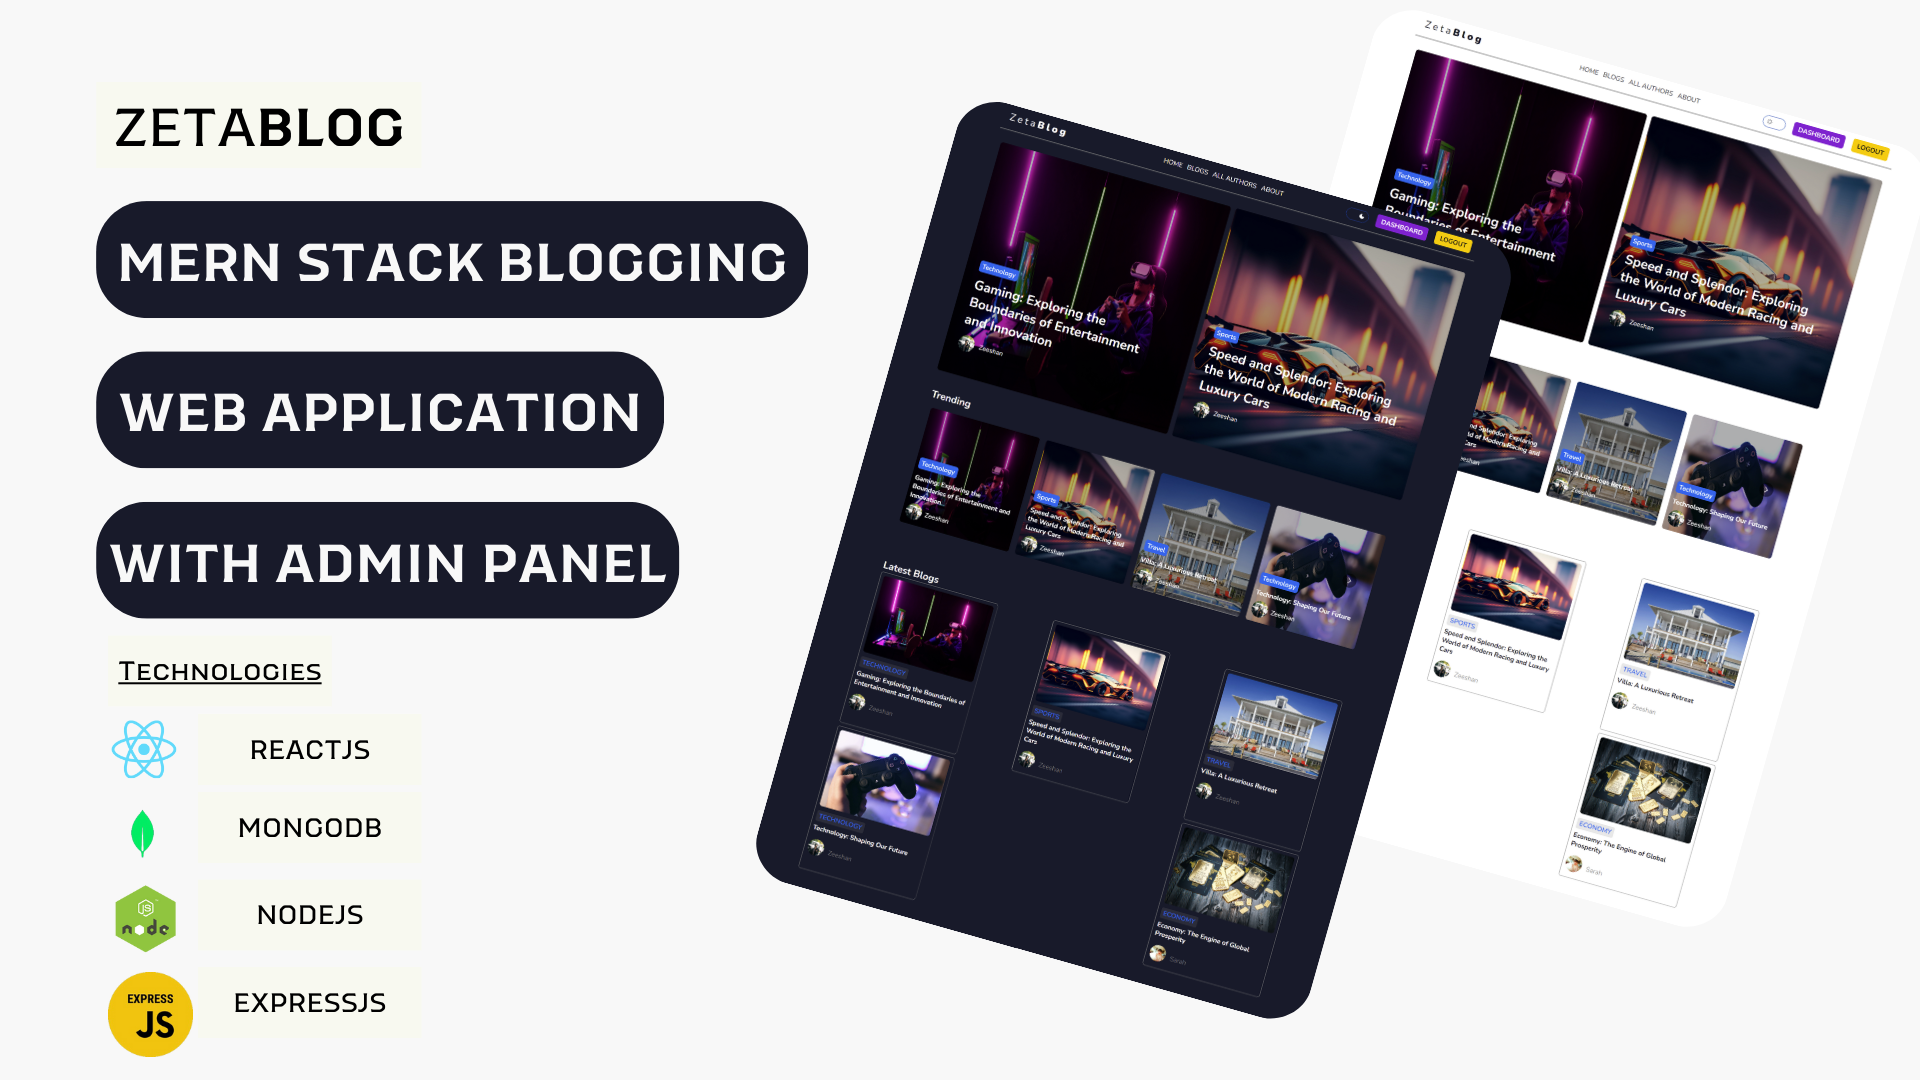 ZETABLOG
MERN STACK BLOGGING
WEB APPLICATION
WITH ADMIN PANEL
TECHNOLOGIES
REACTJS
MONGODB
node
JS
NODEJS
EXPRESS
JS
EXPRESSJS
ZetaBlog
HOME BLOGS ALL AUTHORS ABOUT
DASHBOARD
LOGOUT
Technology
Gaming: Exploring the
Boundaries of Entertainment
and Innovation
Zeeshan
Sports
Speed and Splendor: Exploring
the World of Modern Racing and
Luxury Cars
Zeeshan
Trending
Technology
Gaming: Exploring the
Boundaries of Entertainment and
Innovation
Zeeshan
Sports
Speed and Splendor: Exploring
the World of Modern Racing and
Luxury Cars
Zeeshan
Travel
Villa: A Luxurious Retreat
Zeeshan
Technology
Technology: Shaping Our Future
Zeeshan
Latest Blogs
TECHNOLOGY
Gaming: Exploring the Boundaries of
Entertainment and Innovation
Zeeshan
SPORTS
Speed and Splendor: Exploring the
World of Modern Racing and Luxury
Cars
Zeeshan
TRAVEL
Villa: A Luxurious Retreat
Zeeshan
TECHNOLOGY
Technology: Shaping Our Future
Zeeshan
ECONOMY
Economy: The Engine of Global
Prosperity
Sarah
ZetaBlog
HOME BLOGS ALL AUTHORS ABOUT
DASHBOARD
LOGOUT
Technology
Gaming: Exploring the
Boundaries of Entertainment
Sports
Speed and Splendor: Exploring
the World of Modern Racing and
Luxury Cars
Zeeshan
Splendor: Exploring
of Modern Racing and
Cars
Travel
Villa: A Luxurious Retreat
Zeeshan
Technology
Technology: Shaping Our Future
Zeeshan
SPORTS
Speed and Splendor: Exploring the
World of Modern Racing and Luxury
Cars
Zeeshan
TRAVEL
Villa: A Luxurious Retreat
Zeeshan
ECONOMY
Economy: The Engine of Global
Prosperity
Sarah